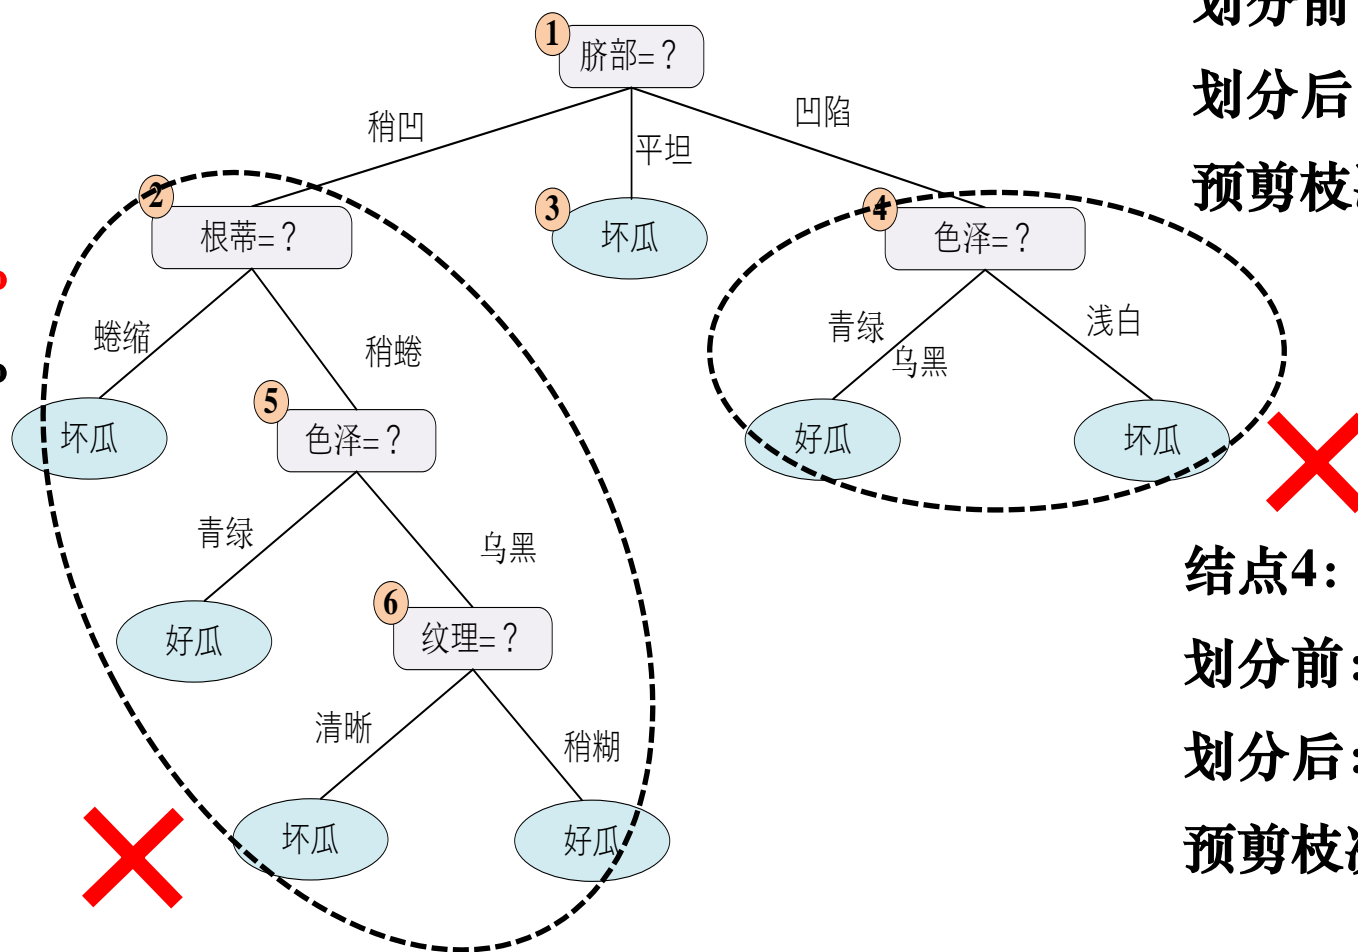 划分前
1
脐部=？
划分后
稍凹
平坦
凹陷
预剪枝
2
根蒂=？
3
坏瓜
4
色泽=？
蜷缩
稍蜷
青绿
乌黑
浅白
坏瓜
5
色泽=？
好瓜
坏瓜
青绿
乌黑
结点4:
好瓜
6
纹理=？
划分前:
清晰
稍糊
划分后:
坏瓜
好瓜
预剪枝